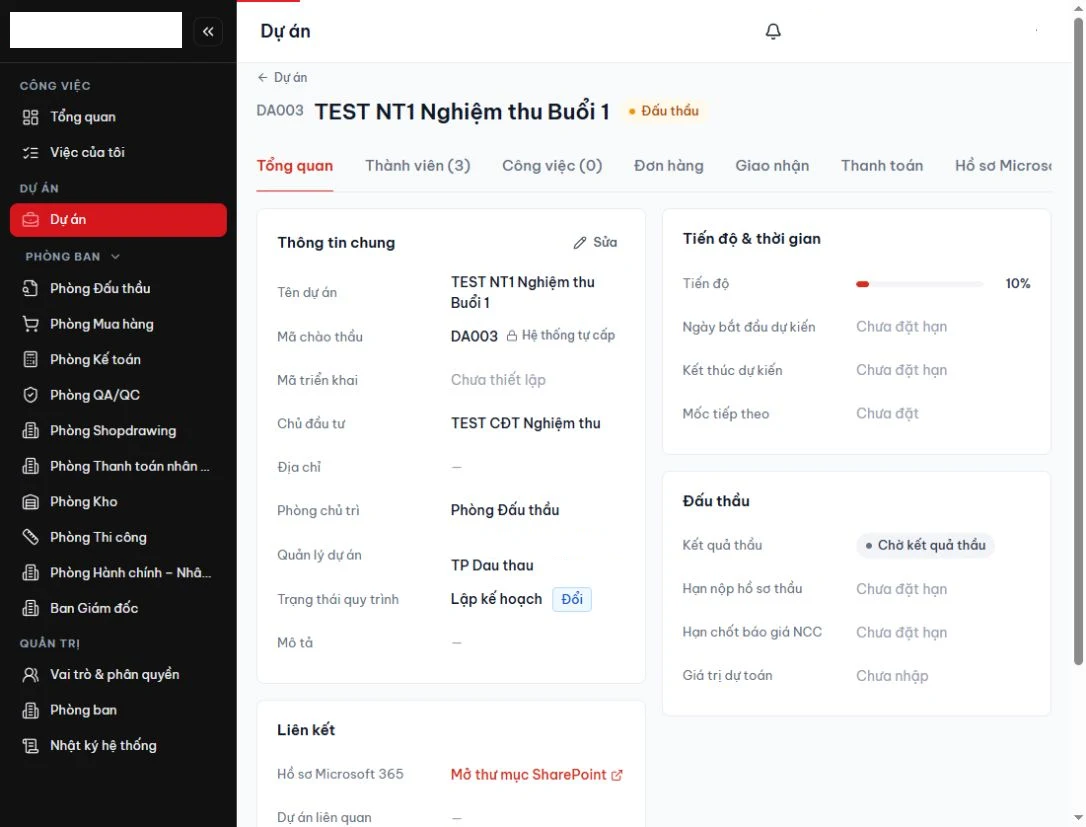 Dự án
CÔNG VIỆC
Tổng quan
Việc của tôi
DỰ ÁN
Dự án
PHÒNG BAN
Phòng Đấu thầu
Phòng Mua hàng
Phòng Kế toán
Phòng QA/QC
Phòng Shopdrawing
Phòng Thanh toán nhân ...
Phòng Kho
Phòng Thi công
Phòng Hành chính – Nhâ...
Ban Giám đốc
QUẢN TRỊ
Vai trò & phân quyền
Phòng ban
Nhật ký hệ thống
← Dự án
DA003 TEST NT1 Nghiệm thu Buổi 1 • Đấu thầu
Tổng quan Thành viên (3) Công việc (0) Đơn hàng Giao nhận Thanh toán Hồ sơ Microso
Thông tin chung Sửa
Tên dự án TEST NT1 Nghiệm thu
Buổi 1
Mã chào thầu DA003 Hệ thống tự cấp
Mã triển khai Chưa thiết lập
Chủ đầu tư TEST CĐT Nghiệm thu
Địa chỉ —
Phòng chủ trì Phòng Đấu thầu
Quản lý dự án TP Dau thau
Trạng thái quy trình Lập kế hoạch Đổi
Mô tả —
Liên kết
Hồ sơ Microsoft 365 Mở thư mục SharePoint
Dự án liên quan —
Tiến độ & thời gian
Tiến độ 10%
Ngày bắt đầu dự kiến Chưa đặt hạn
Kết thúc dự kiến Chưa đặt hạn
Mốc tiếp theo Chưa đặt
Đấu thầu
Kết quả thầu • Chờ kết quả thầu
Hạn nộp hồ sơ thầu Chưa đặt hạn
Hạn chốt báo giá NCC Chưa đặt hạn
Giá trị dự toán Chưa nhập